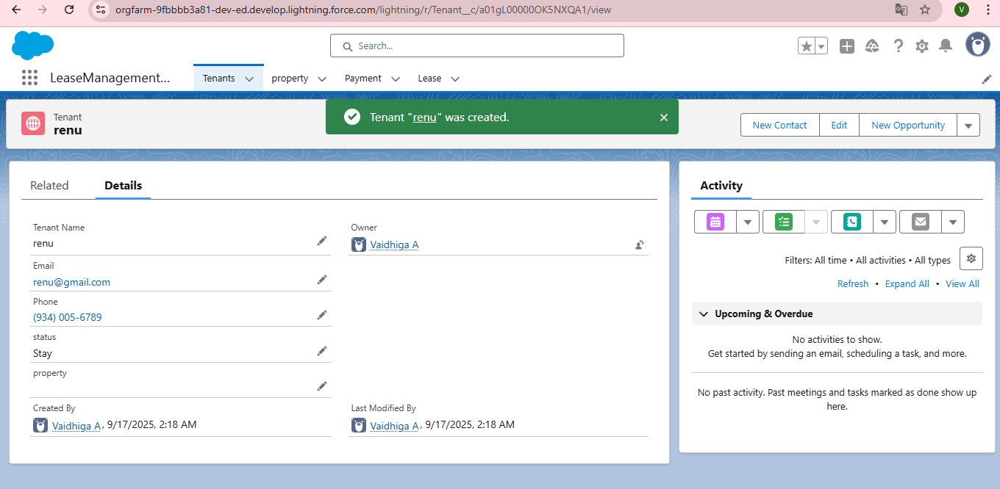 orgfarm-9fbbbb3a81-dev-ed.develop.lightning.force.com/lightning/r/Tenant__c/a01gL00000OK5NXQA1/view
V
Search...
LeaseManagement...
Tenants
property
Payment
Lease
Tenant
renu
Tenant "renu" was created.
New Contact
Edit
New Opportunity
Related
Details
Tenant Name
renu
Email
renu@gmail.com
Phone
(934) 005-6789
status
Stay
property
Created By
Vaidhiga A, 9/17/2025, 2:18 AM
Owner
Vaidhiga A
Last Modified By
Vaidhiga A, 9/17/2025, 2:18 AM
Activity
Filters: All time • All activities • All types
Refresh • Expand All • View All
Upcoming & Overdue
No activities to show.
Get started by sending an email, scheduling a task, and more.
No past activity. Past meetings and tasks marked as done show up
here.